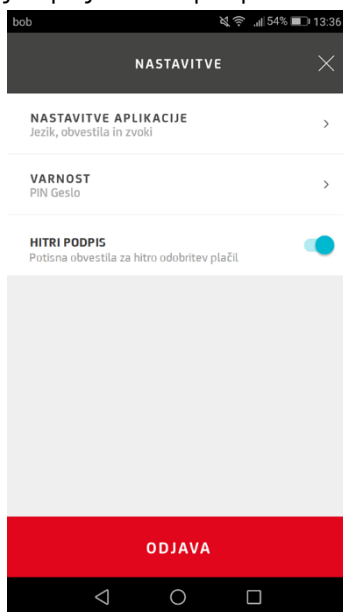 bob 54% 13:36
NASTAVITVE
NASTAVITVE APLIKACIJE
Jezik, obvestila in zvoki
VARNOST
PIN Geslo
HITRI PODPIS
Potisna obvestila za hitro odobritev plačil
ODJAVA